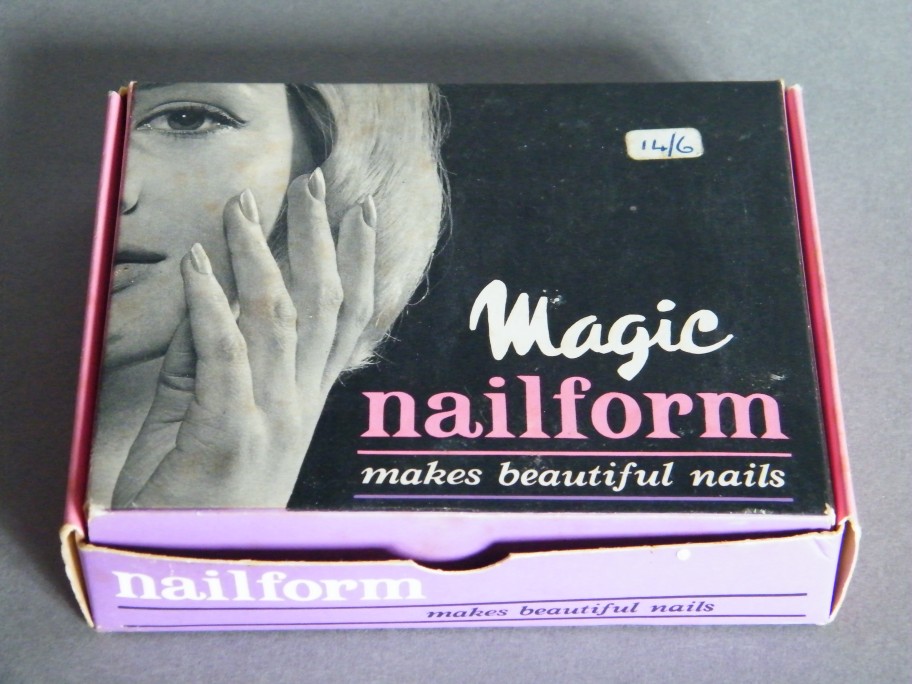 14/6
Magic
nailform
makes beautiful nails
nailform
makes beautiful nails